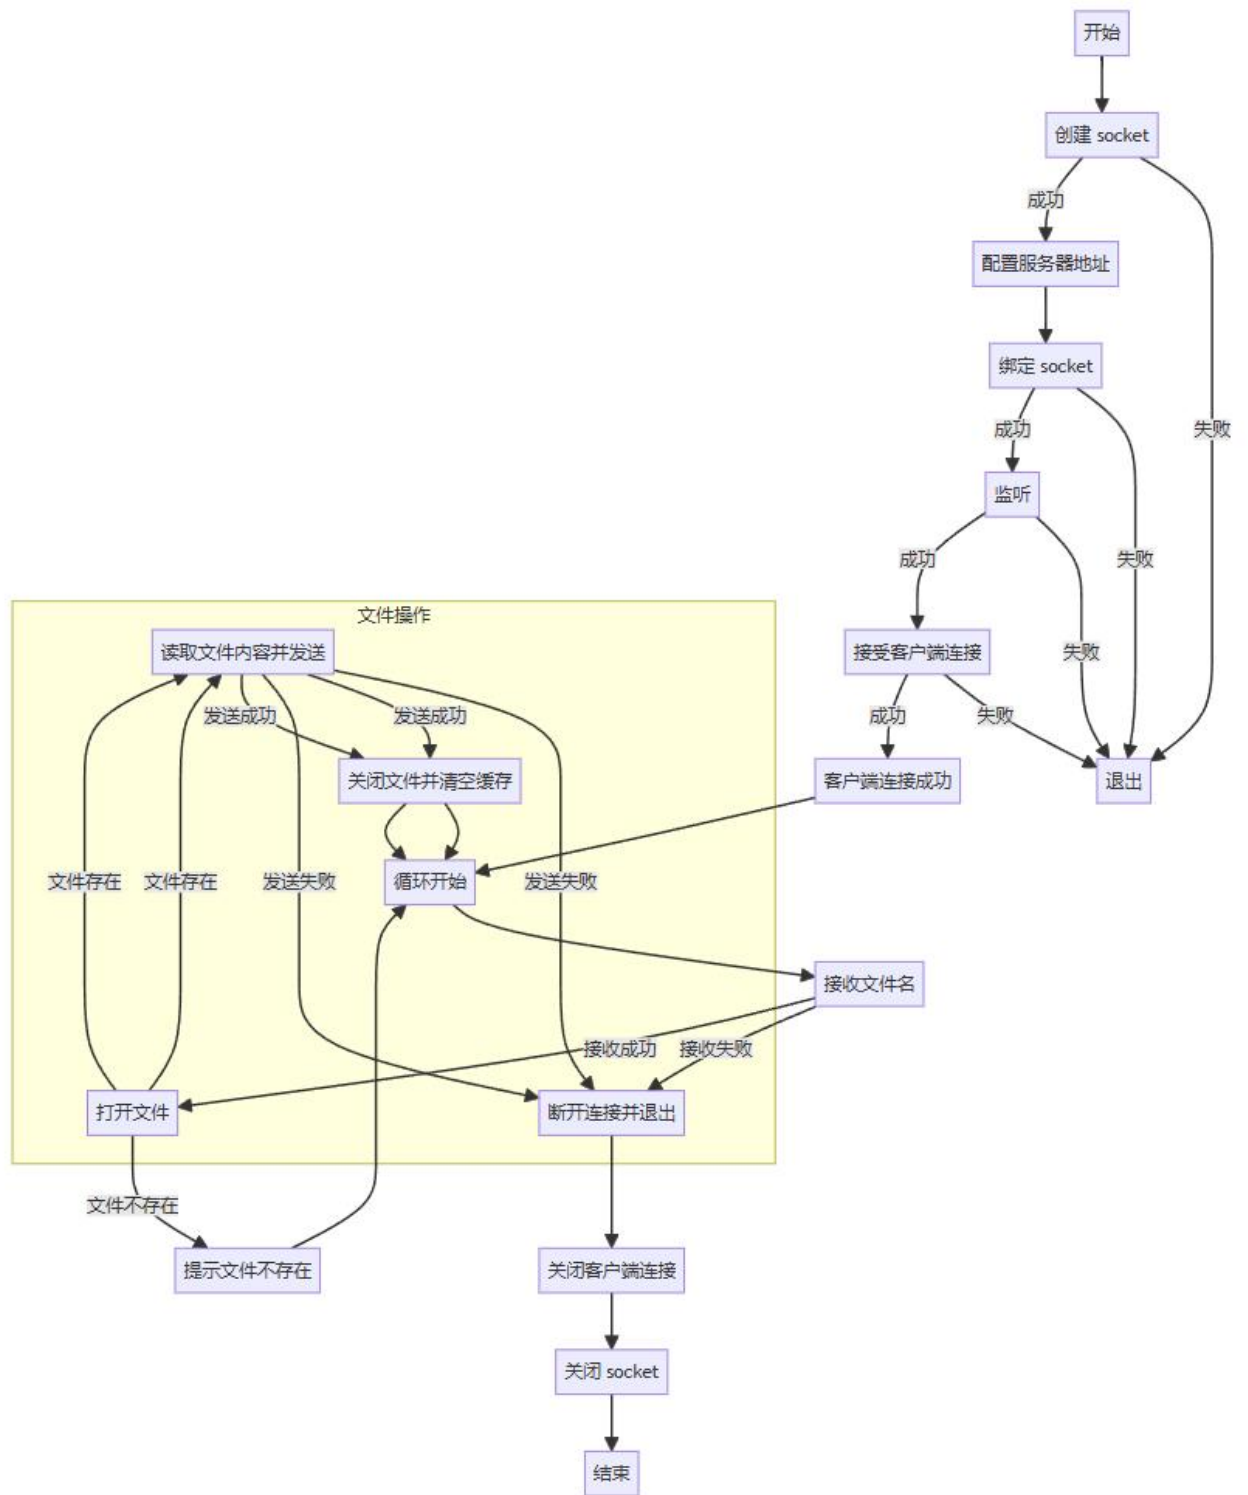 开始
创建 socket
成功
配置服务器地址
绑定 socket
成功
失败
监听
成功
失败
文件操作
读取文件内容并发送
接受客户端连接
失败
发送成功
发送成功
成功
失败
关闭文件并清空缓存
客户端连接成功
退出
文件存在
文件存在
发送失败
循环开始
发送失败
接收文件名
接收成功
接收失败
打开文件
断开连接并退出
文件不存在
提示文件不存在
关闭客户端连接
关闭 socket
结束